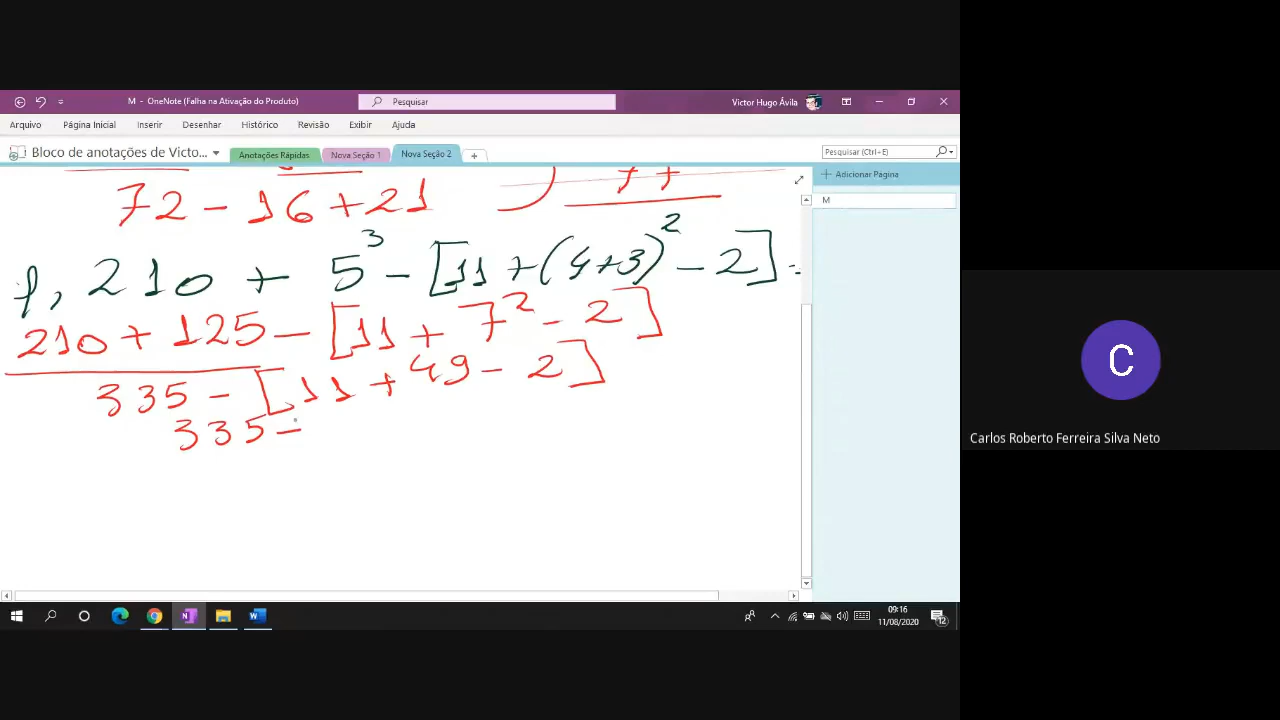 M - OneNote (Falha na Ativação do Produto)
Pesquisar
Victor Hugo Ávila
Arquivo Página Inicial Inserir Desenhar Histórico Revisão Exibir Ajuda
Bloco de anotações de Victo... Anotações Rápidas Nova Seção 1 Nova Seção 2 +
Pesquisar (Ctrl+E)
Adicionar Página
M
72 - 16 + 21
f, 210 + 5³ - [11 + (4+3)² - 2] =
210 + 125 - [11 + 7² - 2]
335 - [11 + 49 - 2]
335 -
C
Carlos Roberto Ferreira Silva Neto
09:16
11/08/2020
12